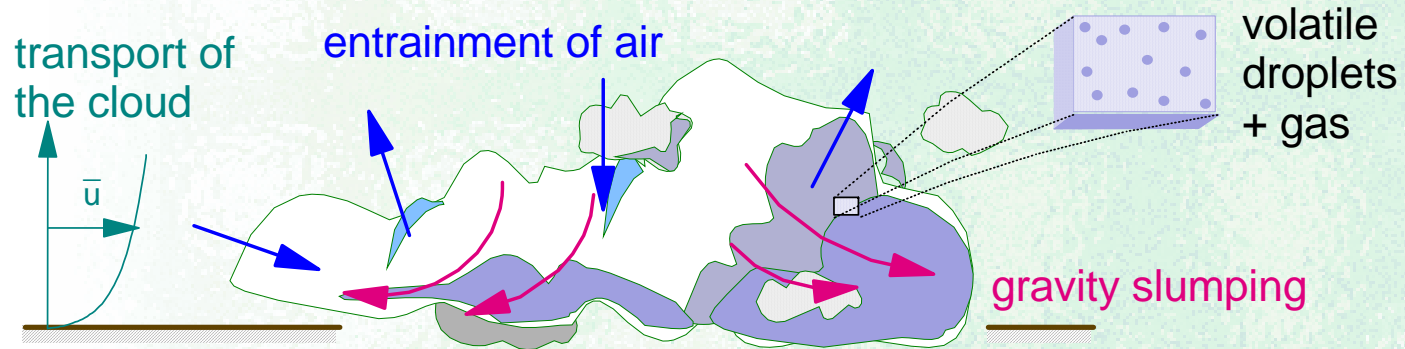 transport of
the cloud
u̅
entrainment of air
volatile
droplets
+ gas
gravity slumping